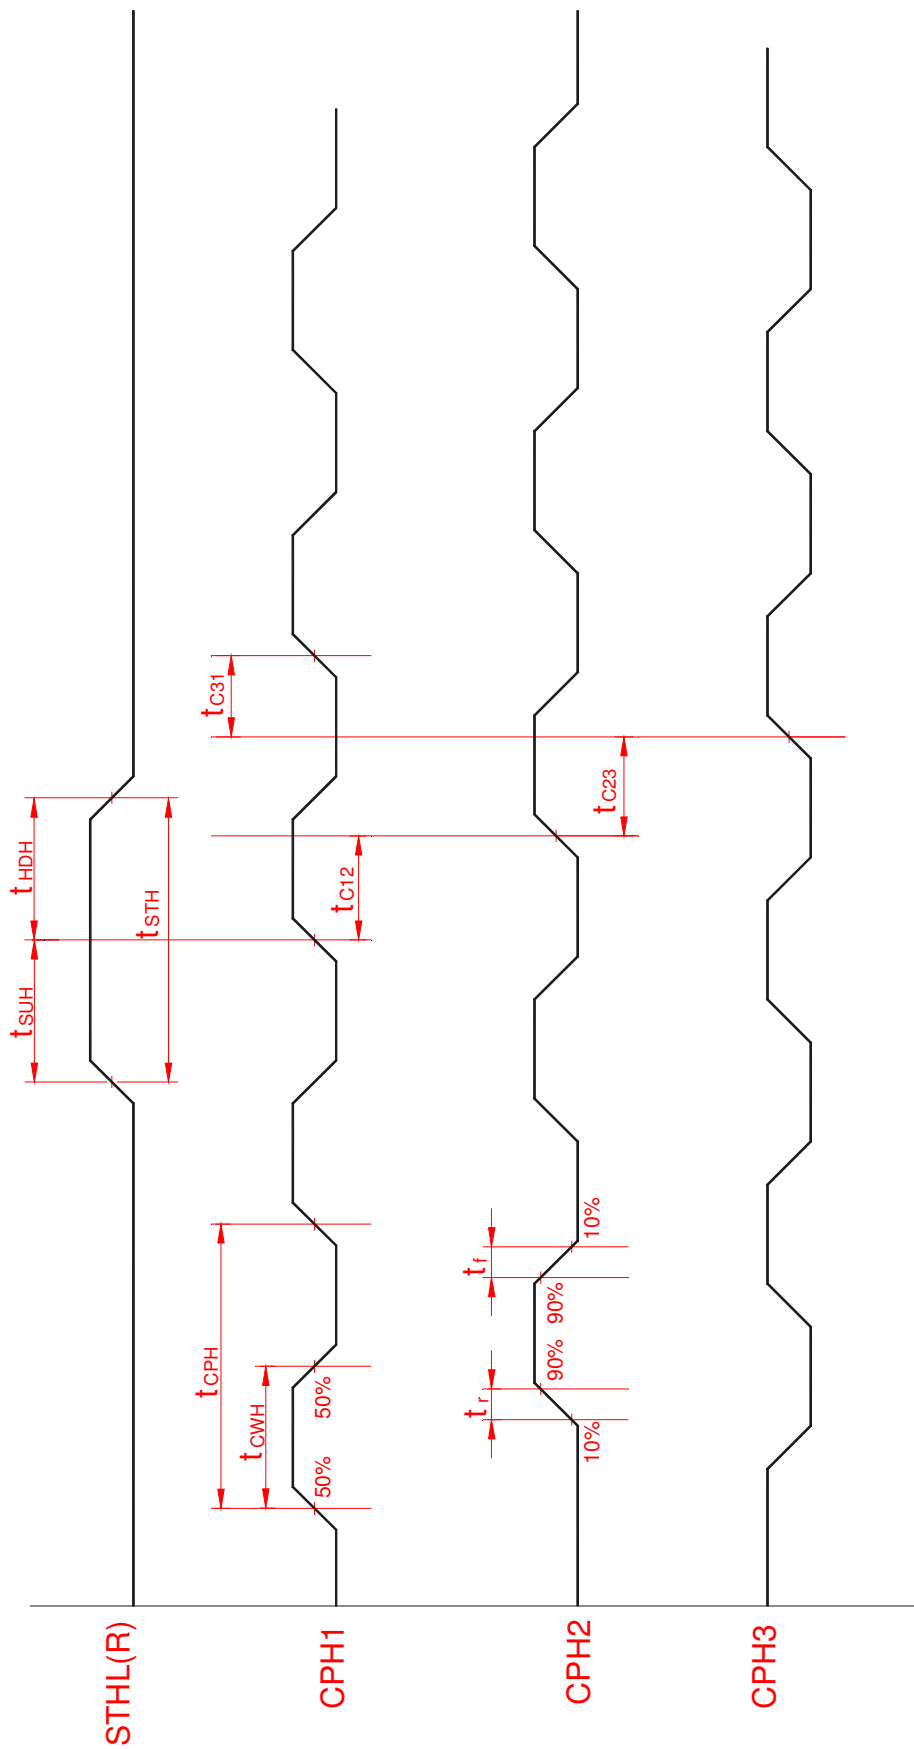 STHL(R)
tSUH
tHDH
tSTH
CPH1
tCPH
tCWH
50%
50%
tC12
tC31
CPH2
tr
10%
90%
tf
90%
10%
tC23
CPH3